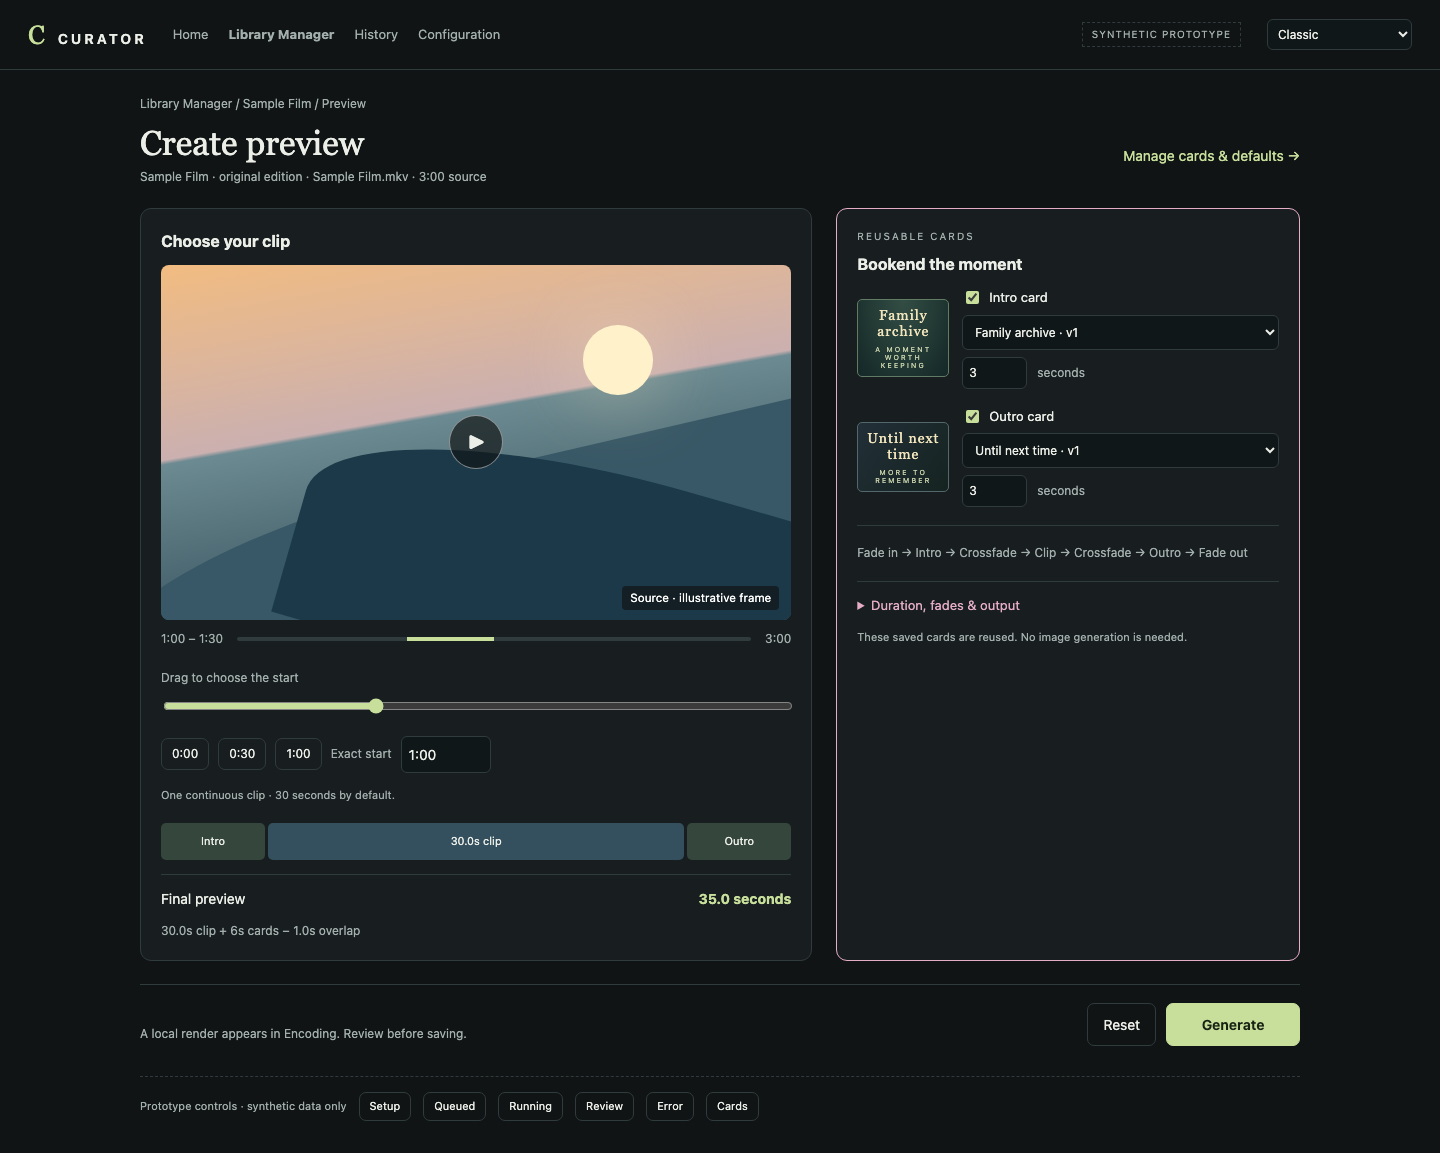 C CURATOR
Home
Library Manager
History
Configuration
SYNTHETIC PROTOTYPE
Classic
Library Manager / Sample Film / Preview
Create preview
Sample Film · original edition · Sample Film.mkv · 3:00 source
Manage cards & defaults →
Choose your clip
Source · illustrative frame
1:00 – 1:30
3:00
Drag to choose the start
0:00
0:30
1:00
Exact start
1:00
One continuous clip · 30 seconds by default.
Intro
30.0s clip
Outro
Final preview
35.0 seconds
30.0s clip + 6s cards – 1.0s overlap
REUSABLE CARDS
Bookend the moment
Family
archive
A MOMENT
WORTH
KEEPING
Intro card
Family archive · v1
3
seconds
Until next
time
MORE TO
REMEMBER
Outro card
Until next time · v1
3
seconds
Fade in → Intro → Crossfade → Clip → Crossfade → Outro → Fade out
Duration, fades & output
These saved cards are reused. No image generation is needed.
A local render appears in Encoding. Review before saving.
Reset
Generate
Prototype controls · synthetic data only
Setup
Queued
Running
Review
Error
Cards